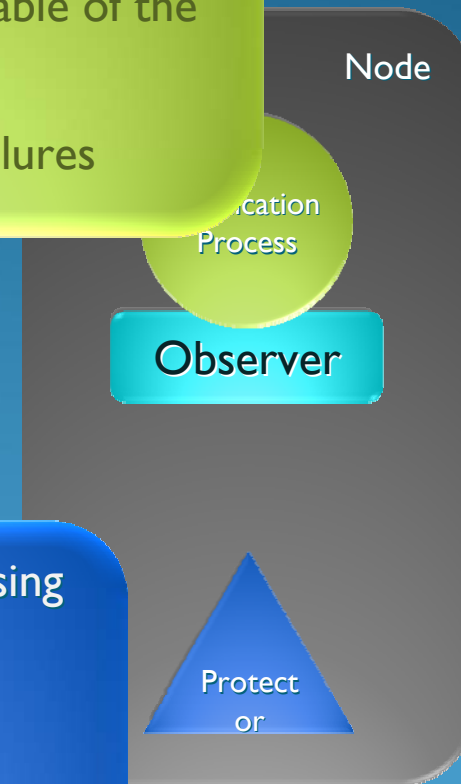 able of the
Node
lures
ication
Process
Observer
sing
Protect
or